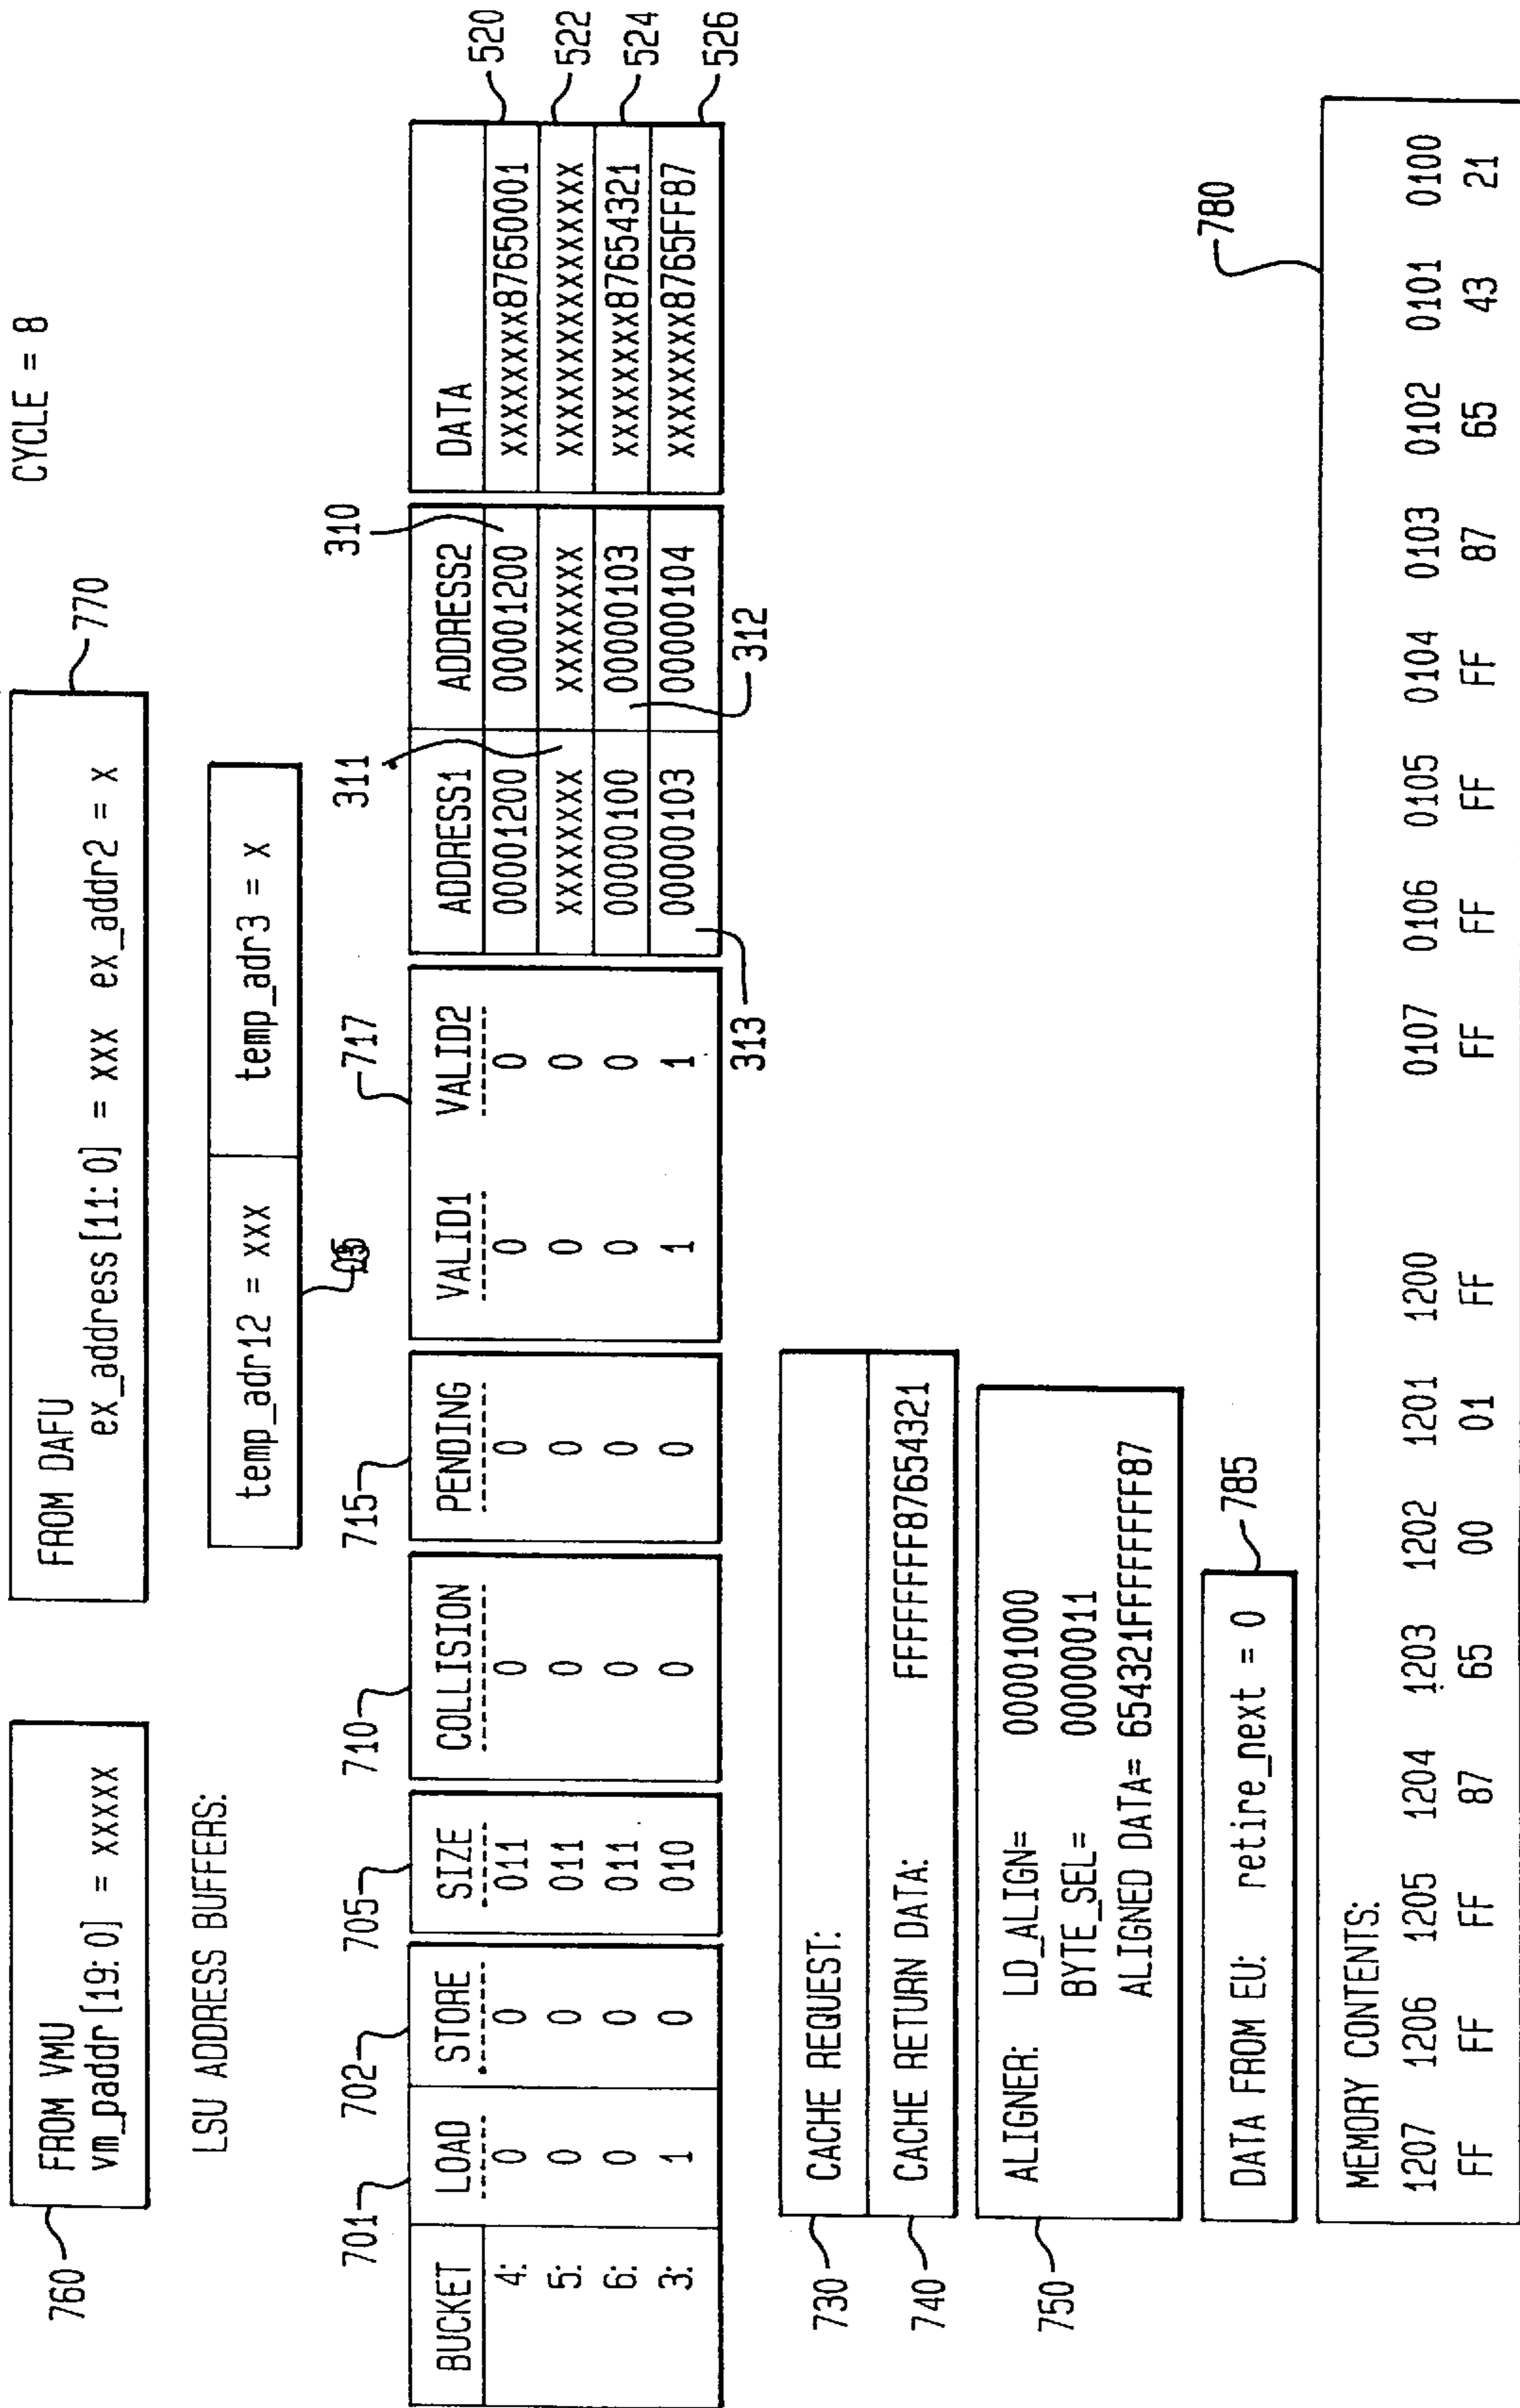 CYCLE = 8
760
FROM VMU
vm_paddr [19: 0] = XXXX
FROM DAFU
ex_address [11: 0] = XXX ex_addr2 = X
770
LSU ADDRESS BUFFERS:
temp_adr12 = XXX temp_adr3 = X
701 702 705 710 715 717 311 310
BUCKET LOAD STORE SIZE COLLISION PENDING VALID1 VALID2 ADDRESS1 ADDRESS2 DATA
4: 0 0 011 0 0 0 0 00001200 00001200 XXXXXXXX87650001 520
5: 0 0 011 0 0 0 0 XXXXXXXX XXXXXXXX XXXXXXXXXXXXXXXX 522
6: 0 0 011 0 0 0 0 00000100 00000103 XXXXXXXX87654321 524
3: 1 0 010 0 0 1 1 00000103 00000104 XXXXXXXX8765FF87 526
313 312
730 CACHE REQUEST:
740 CACHE RETURN DATA: FFFFFFFF87654321
750 ALIGNER: LD_ALIGN= 00001000
BYTE_SEL= 00000011
ALIGNED DATA= 654321FFFFFFFF87
DATA FROM EU: retire_next = 0 785
780
MEMORY CONTENTS:
1207 1206 1205 1204 1203 1202 1201 1200 0107 0106 0105 0104 0103 0102 0101 0100
FF FF FF 87 65 00 01 FF FF FF FF FF 87 65 43 21